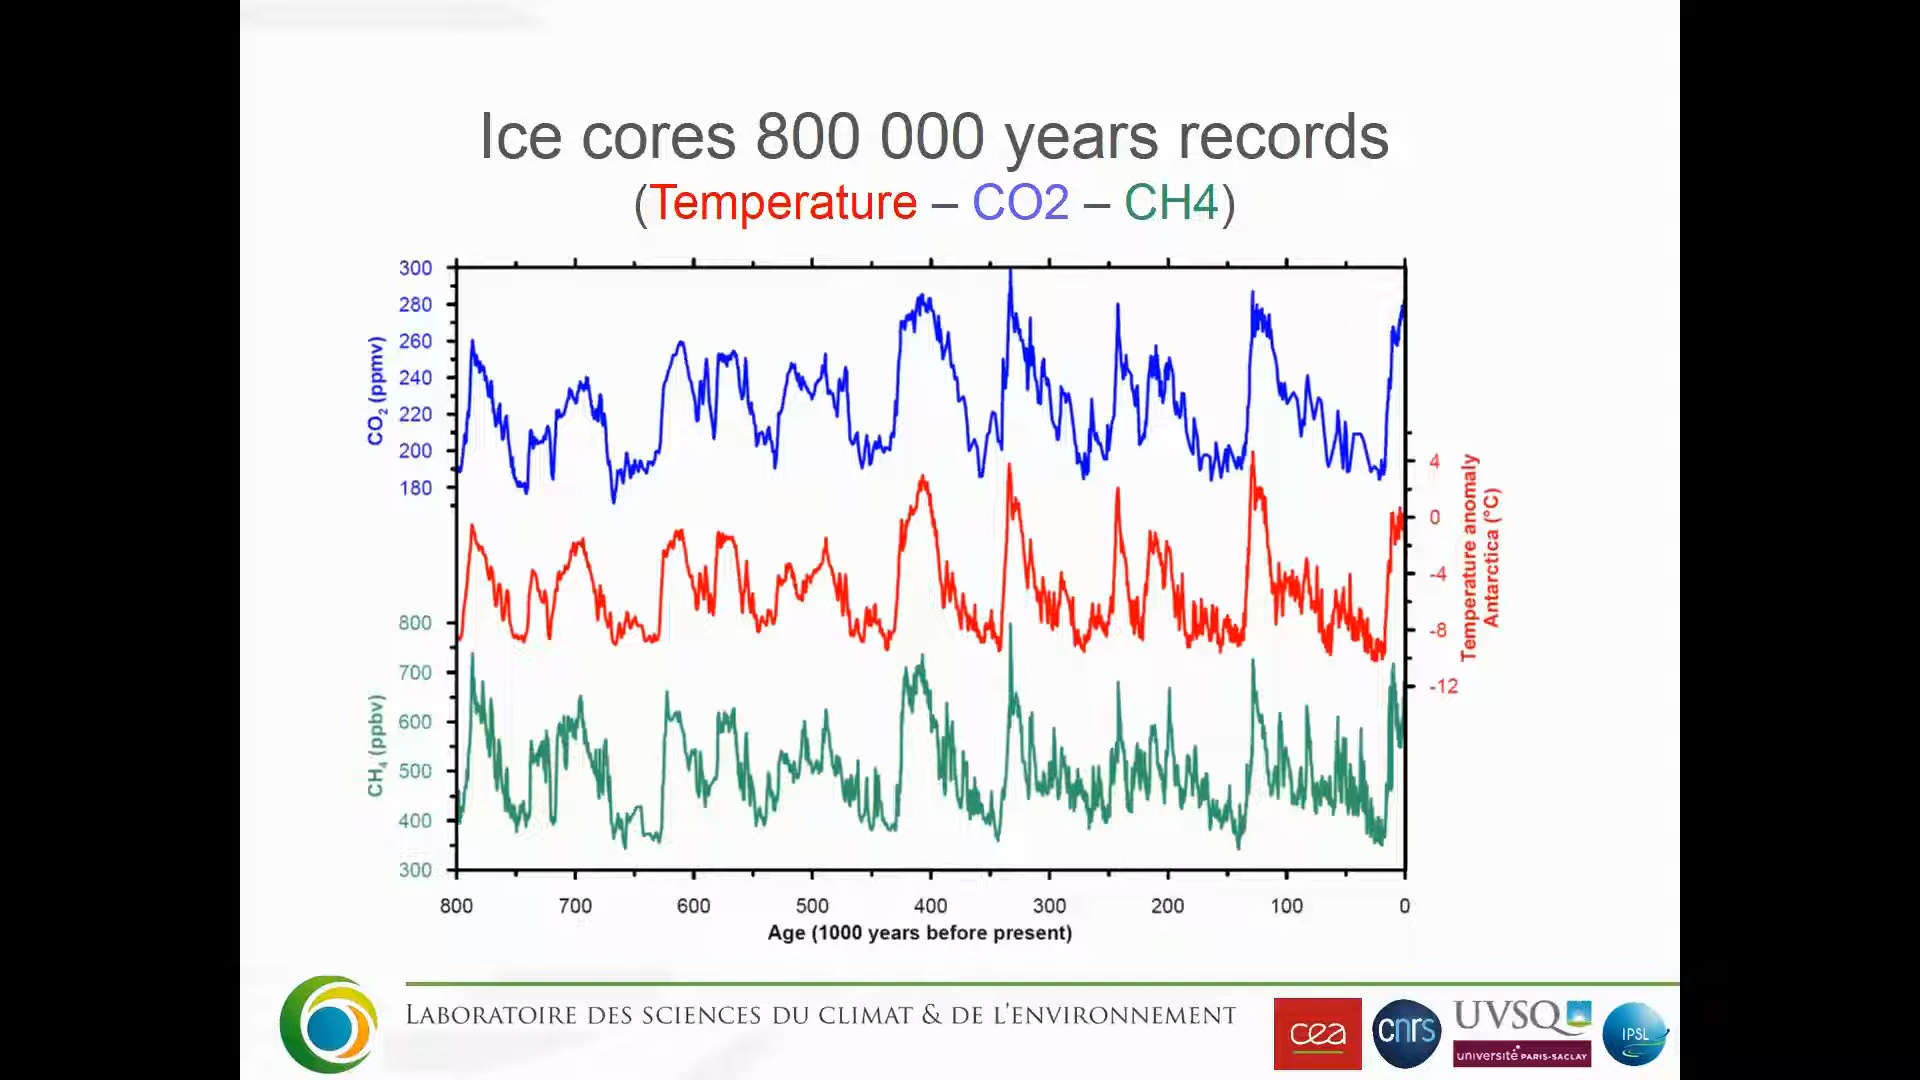 Ice cores 800 000 years records
(Temperature – CO2 – CH4)
300
280
260
240
220
200
180
CO₂ (ppmv)
4
0
-4
-8
-12
Temperature anomaly
Antarctica (°C)
800
700
600
500
400
300
CH₄ (ppbv)
800 700 600 500 400 300 200 100 0
Age (1000 years before present)
LABORATOIRE DES SCIENCES DU CLIMAT & DE L'ENVIRONNEMENT
cea
cnrs
UVSQ
université PARIS-SACLAY
IPSL